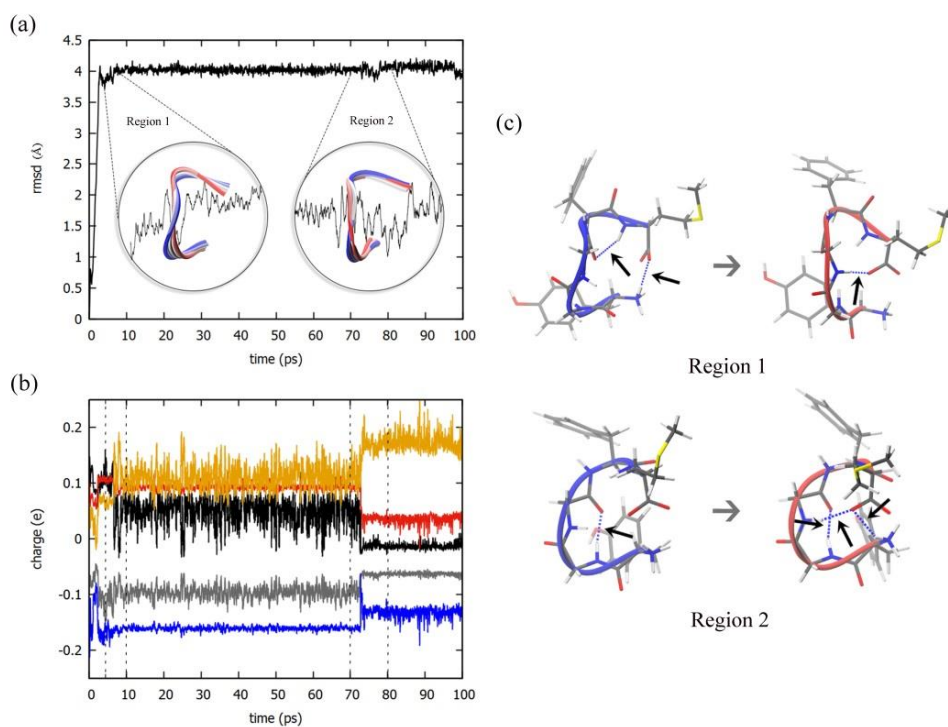 (a)
4.5
4
3.5
3
2.5
2
1.5
1
0.5
0
rmsd (Å)
Region 1
Region 2
0 10 20 30 40 50 60 70 80 90 100
time (ps)
(b)
0.2
0.1
0
-0.1
-0.2
charge (e)
0 10 20 30 40 50 60 70 80 90 100
time (ps)
(c)
Region 1
Region 2